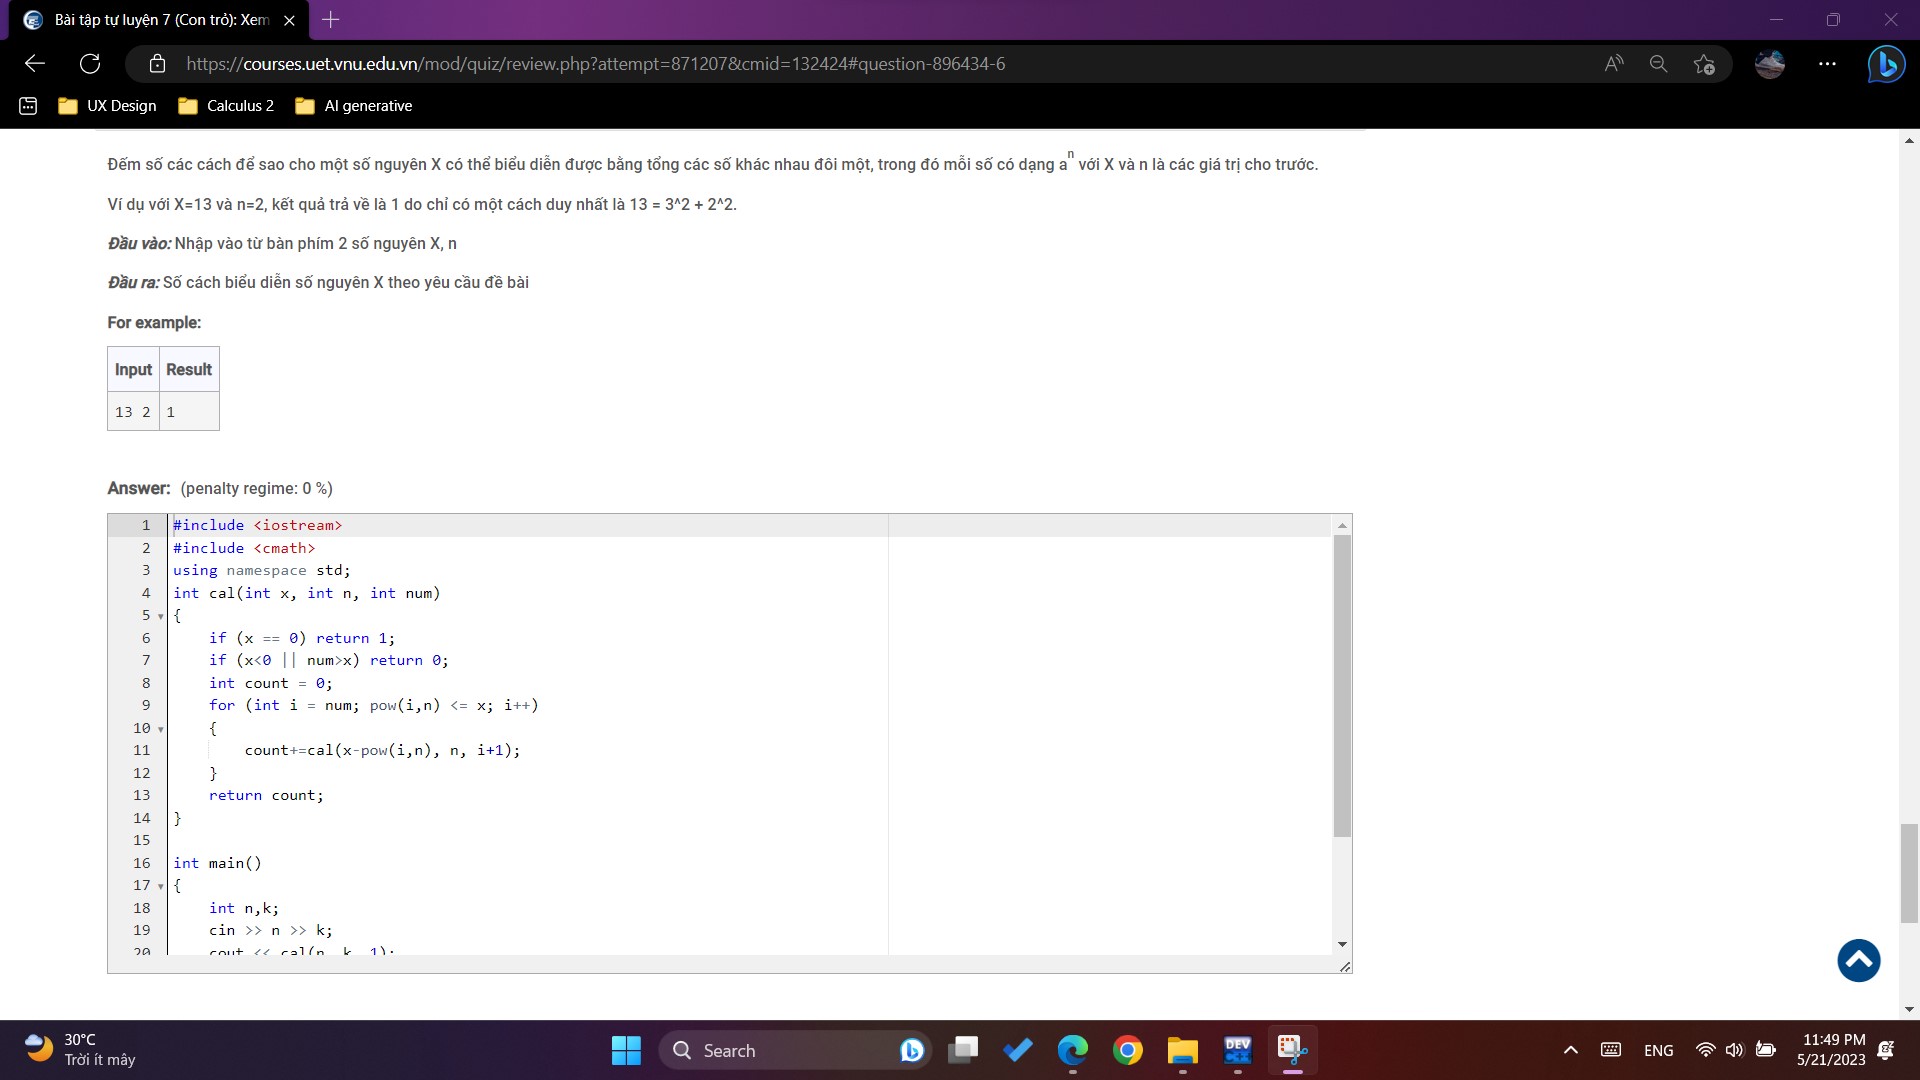 Bài tập tự luyện 7 (Con trỏ): Xem
https://courses.uet.vnu.edu.vn/mod/quiz/review.php?attempt=871207&cmid=132424#question-896434-6
UX Design
Calculus 2
AI generative
Đếm số các cách để sao cho một số nguyên X có thể biểu diễn được bằng tổng các số khác nhau đôi một, trong đó mỗi số có dạng a^n với X và n là các giá trị cho trước.
Ví dụ với X=13 và n=2, kết quả trả về là 1 do chỉ có một cách duy nhất là 13 = 3^2 + 2^2.
Đầu vào: Nhập vào từ bàn phím 2 số nguyên X, n
Đầu ra: Số cách biểu diễn số nguyên X theo yêu cầu đề bài
For example:
Input Result
13 2 1
Answer: (penalty regime: 0 %)
1 #include <iostream>
2 #include <cmath>
3 using namespace std;
4 int cal(int x, int n, int num)
5 {
6 if (x == 0) return 1;
7 if (x<0 || num>x) return 0;
8 int count = 0;
9 for (int i = num; pow(i,n) <= x; i++)
10 {
11 count+=cal(x-pow(i,n), n, i+1);
12 }
13 return count;
14 }
15
16 int main()
17 {
18 int n,k;
19 cin >> n >> k;
20 cout << cal(n, k, 1);
30°C
Trời ít mây
Search
DEV
ENG
11:49 PM
5/21/2023